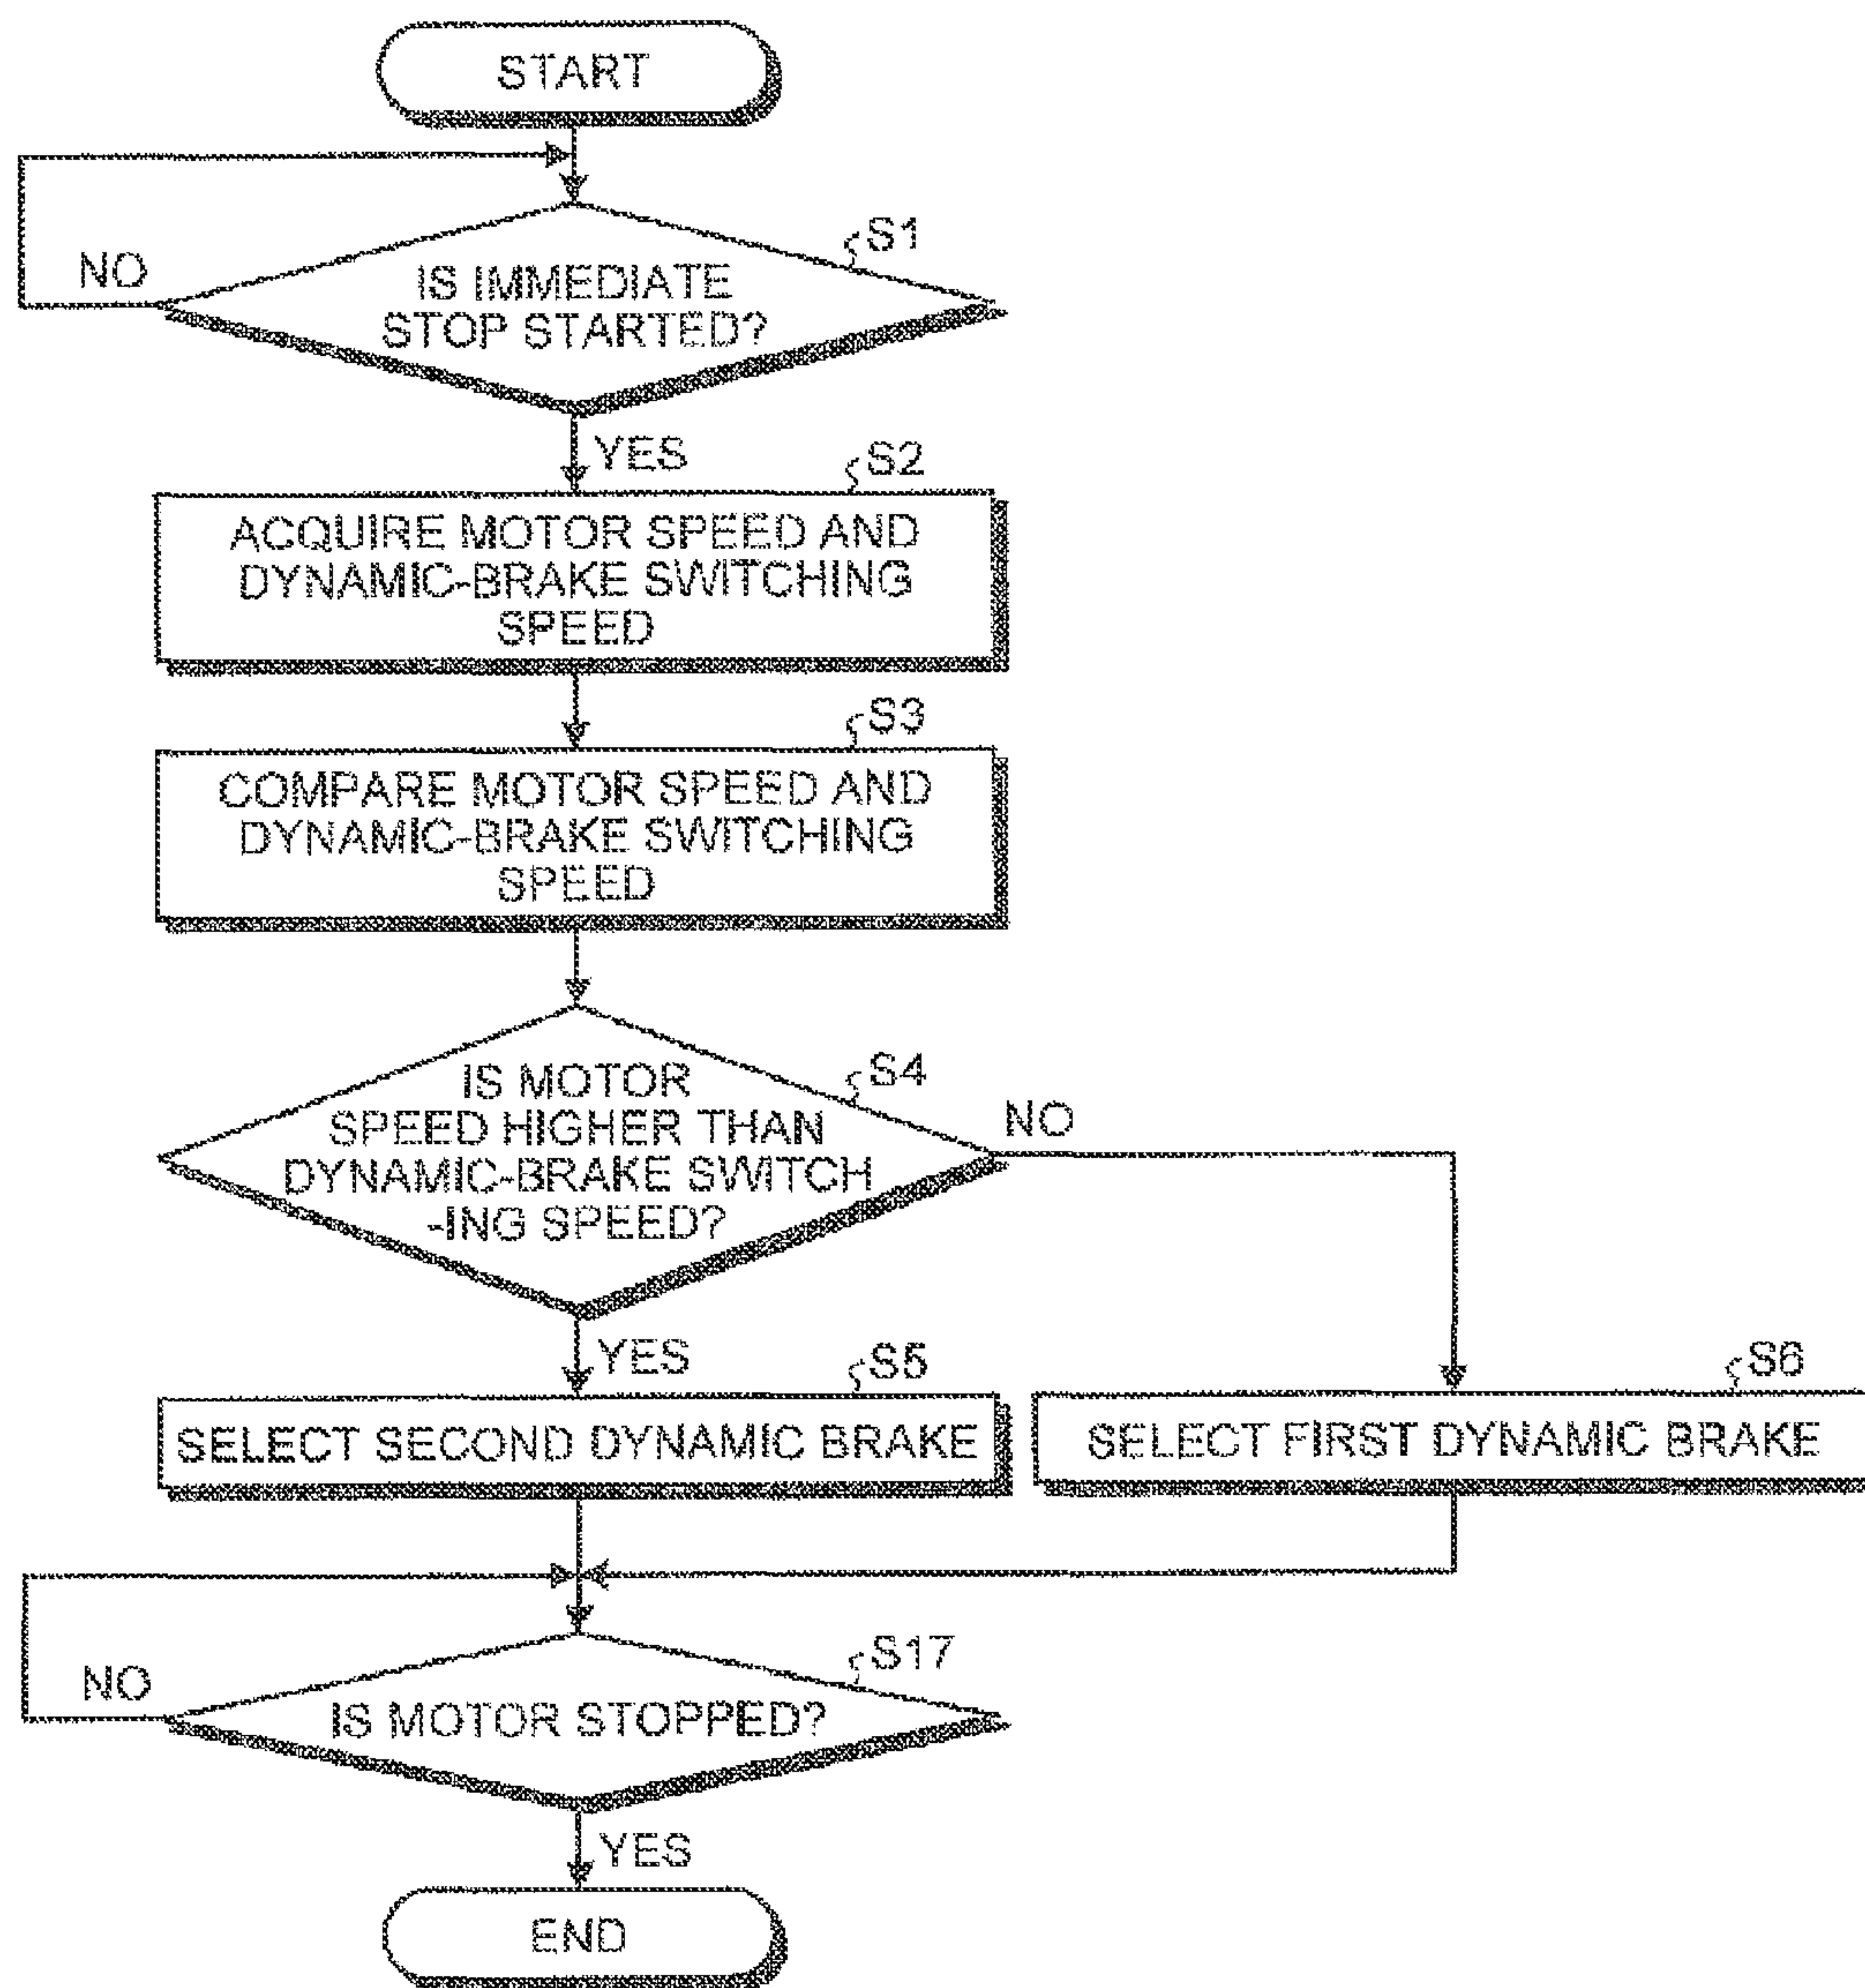 START
S1
NO
IS IMMEDIATE
STOP STARTED?
YES
S2
ACQUIRE MOTOR SPEED AND
DYNAMIC-BRAKE SWITCHING
SPEED
S3
COMPARE MOTOR SPEED AND
DYNAMIC-BRAKE SWITCHING
SPEED
S4
IS MOTOR
SPEED HIGHER THAN
DYNAMIC-BRAKE SWITCH
-ING SPEED?
NO
YES
S5
SELECT SECOND DYNAMIC BRAKE
S6
SELECT FIRST DYNAMIC BRAKE
S17
NO
IS MOTOR STOPPED?
YES
END